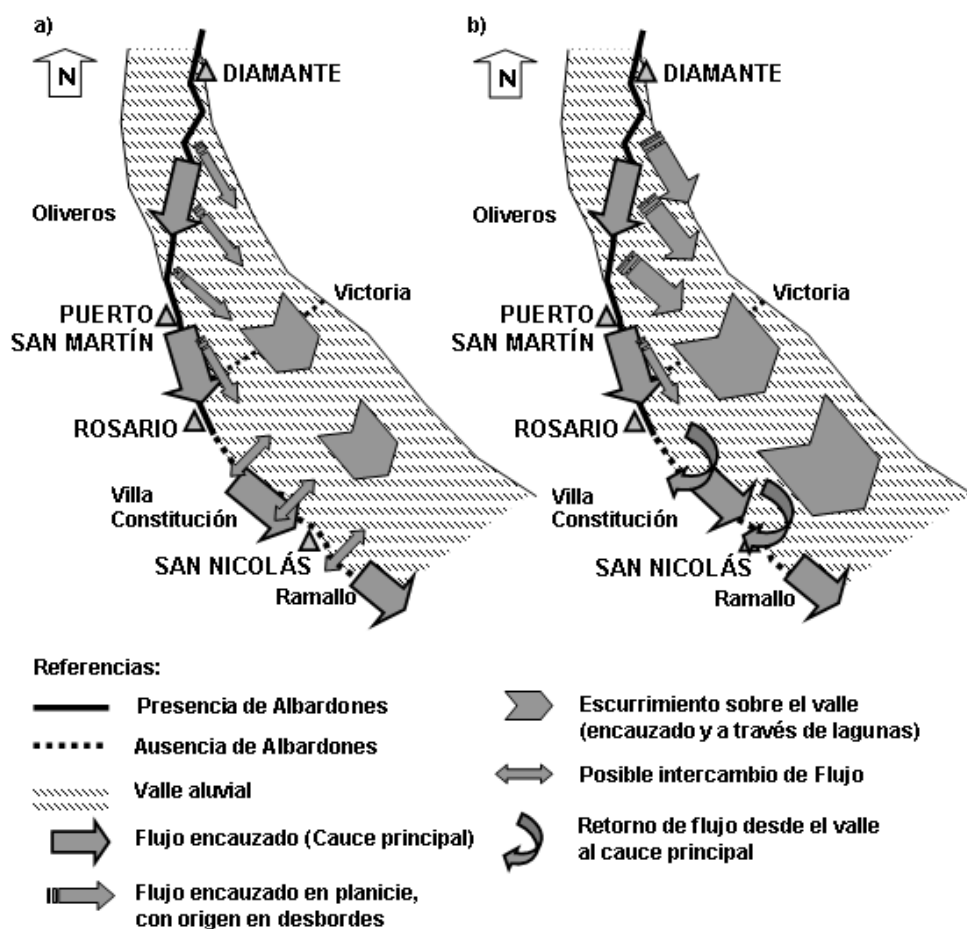 a)
N
DIAMANTE
Oliveros
Victoria
PUERTO
SAN MARTÍN
ROSARIO
Villa
Constitución
SAN NICOLÁS
Ramallo
b)
N
DIAMANTE
Oliveros
Victoria
PUERTO
SAN MARTÍN
ROSARIO
Villa
Constitución
SAN NICOLÁS
Ramallo
Referencias:
Presencia de Albardones
Ausencia de Albardones
Valle aluvial
Flujo encauzado (Cauce principal)
Flujo encauzado en planicie,
con origen en desbordes
Escurrimiento sobre el valle
(encauzado y a través de lagunas)
Posible intercambio de Flujo
Retorno de flujo desde el valle
al cauce principal